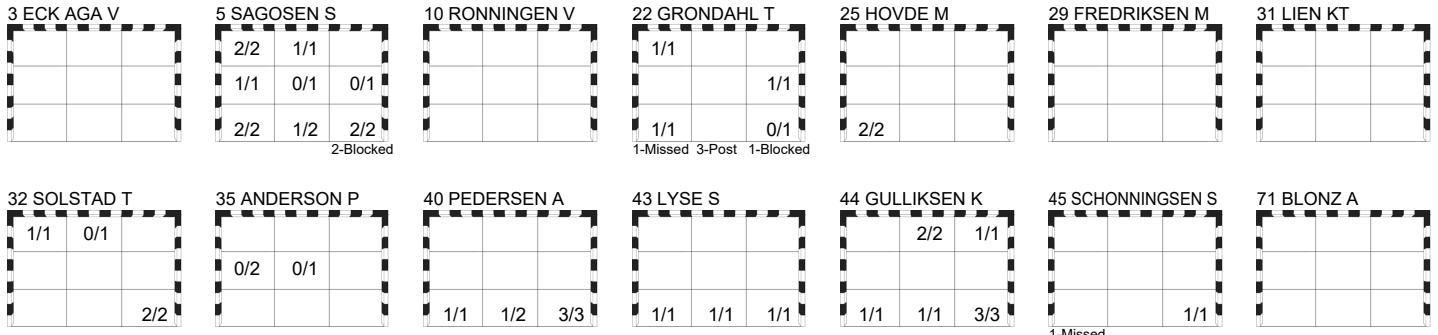 3 ECK AGA V 5 SAGOSEN S 10 RONNINGEN V 22 GRONDAHL T 25 HOVDE M 29 FREDRIKSEN M 31 LIEN KT
2/2 1/1 1/1
1/1 0/1 0/1 1/1
2/2 1/2 2/2 1/1 0/1 2/2
2-Blocked 1-Missed 3-Post 1-Blocked
32 SOLSTAD T 35 ANDERSON P 40 PEDERSEN A 43 LYSE S 44 GULLIKSEN K 45 SCHONNINGSEN S 71 BLONZ A
1/1 0/1 2/2 1/1
0/2 0/1
2/2 1/1 1/2 3/3 1/1 1/1 1/1 1/1 1/1 3/3 1/1
1-Missed